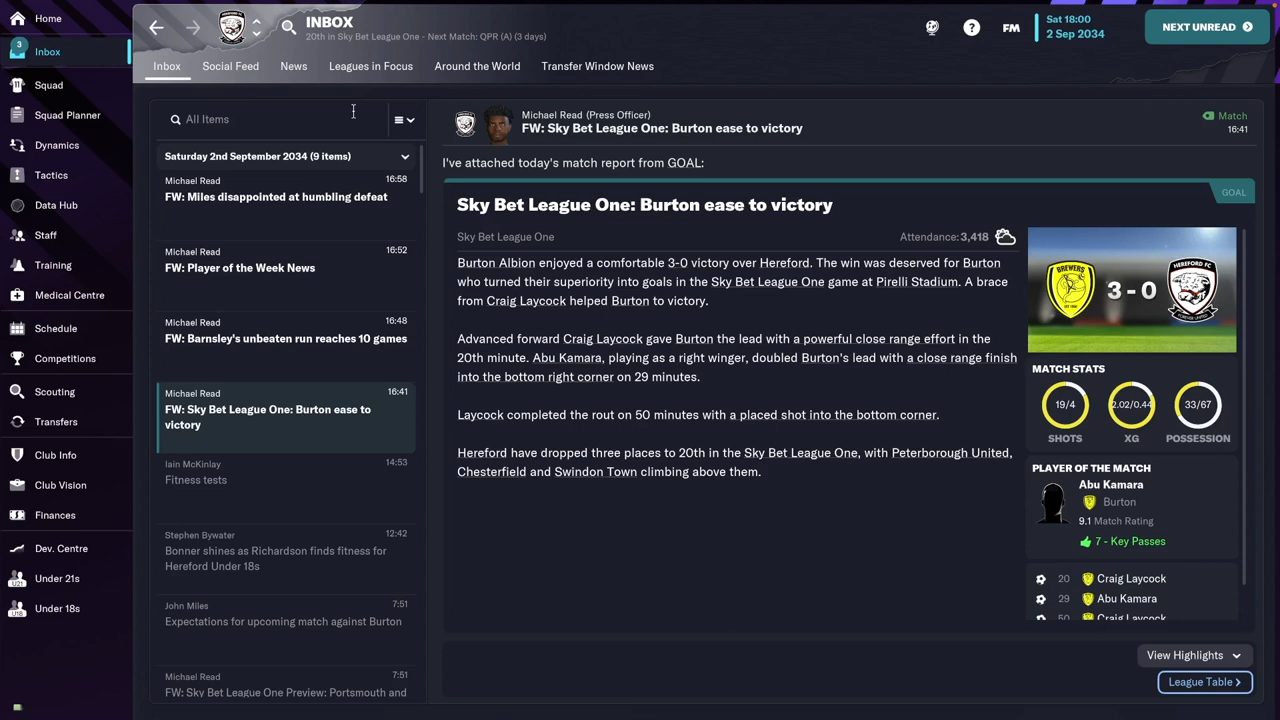 Home
3
Inbox
Squad
Squad Planner
Dynamics
Tactics
Data Hub
Staff
Training
Medical Centre
Schedule
Competitions
Scouting
Transfers
Club Info
Club Vision
Finances
Dev. Centre
U21
Under 21s
U18
Under 18s
INBOX
20th in Sky Bet League One - Next Match: QPR (A) (3 days)
?
FM
Sat 18:00
2 Sep 2034
NEXT UNREAD
Inbox
Social Feed
News
Leagues in Focus
Around the World
Transfer Window News
All Items
Saturday 2nd September 2034 (9 items)
Michael Read 16:58
FW: Miles disappointed at humbling defeat
Michael Read 16:52
FW: Player of the Week News
Michael Read 16:48
FW: Barnsley's unbeaten run reaches 10 games
Michael Read 16:41
FW: Sky Bet League One: Burton ease to
victory
Iain McKinlay 14:53
Fitness tests
Stephen Bywater 12:42
Bonner shines as Richardson finds fitness for
Hereford Under 18s
John Miles 7:51
Expectations for upcoming match against Burton
Michael Read 7:51
FW: Sky Bet League One Preview: Portsmouth and
Michael Read (Press Officer)
FW: Sky Bet League One: Burton ease to victory
Match
16:41
I've attached today's match report from GOAL:
GOAL
Sky Bet League One: Burton ease to victory
Sky Bet League One
Attendance: 3,418
Burton Albion enjoyed a comfortable 3-0 victory over Hereford. The win was deserved for Burton
who turned their superiority into goals in the Sky Bet League One game at Pirelli Stadium. A brace
from Craig Laycock helped Burton to victory.
Advanced forward Craig Laycock gave Burton the lead with a powerful close range effort in the
20th minute. Abu Kamara, playing as a right winger, doubled Burton's lead with a close range finish
into the bottom right corner on 29 minutes.
Laycock completed the rout on 50 minutes with a placed shot into the bottom corner.
Hereford have dropped three places to 20th in the Sky Bet League One, with Peterborough United,
Chesterfield and Swindon Town climbing above them.
BREWERS
3 - 0
HEREFORD FC
FOREVER UNITED
MATCH STATS
19/4
2.02/0.44
33/67
SHOTS
XG
POSSESSION
PLAYER OF THE MATCH
Abu Kamara
Burton
9.1 Match Rating
7 - Key Passes
20 Craig Laycock
29 Abu Kamara
50 Craig Laycock
View Highlights
League Table